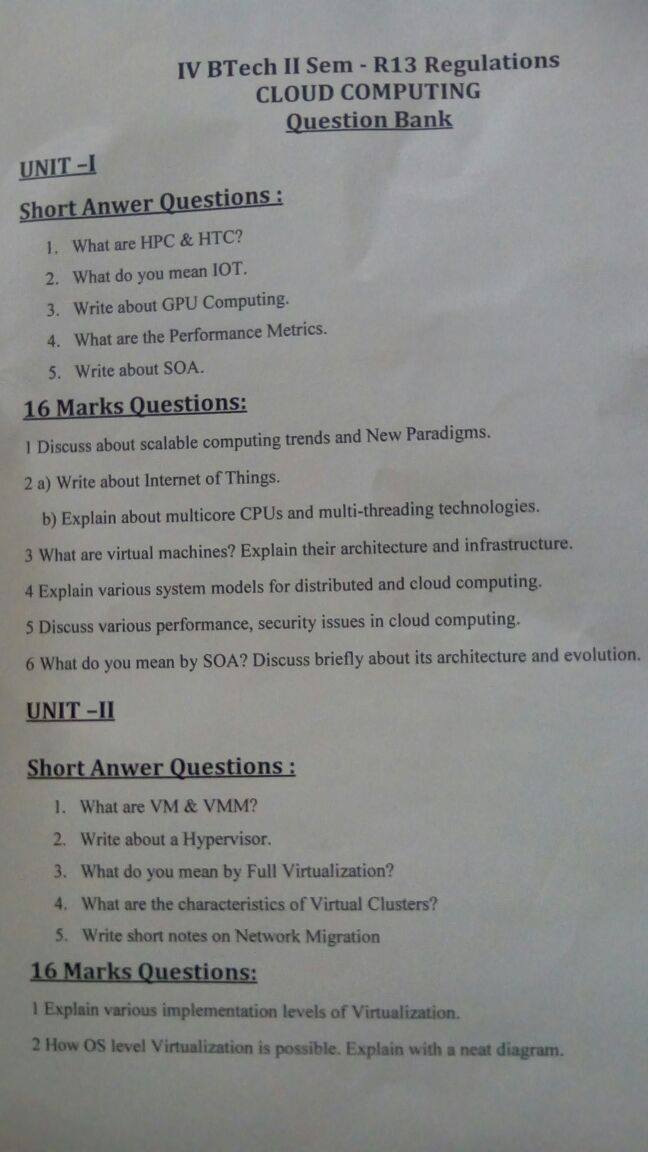 IV BTech II Sem - R13 Regulations
CLOUD COMPUTING
Question Bank
UNIT –I
Short Anwer Questions :
1. What are HPC & HTC?
2. What do you mean IOT.
3. Write about GPU Computing.
4. What are the Performance Metrics.
5. Write about SOA.
16 Marks Questions:
1 Discuss about scalable computing trends and New Paradigms.
2 a) Write about Internet of Things.
b) Explain about multicore CPUs and multi-threading technologies.
3 What are virtual machines? Explain their architecture and infrastructure.
4 Explain various system models for distributed and cloud computing.
5 Discuss various performance, security issues in cloud computing.
6 What do you mean by SOA? Discuss briefly about its architecture and evolution.
UNIT –II
Short Anwer Questions :
1. What are VM & VMM?
2. Write about a Hypervisor.
3. What do you mean by Full Virtualization?
4. What are the characteristics of Virtual Clusters?
5. Write short notes on Network Migration
16 Marks Questions:
1 Explain various implementation levels of Virtualization.
2 How OS level Virtualization is possible. Explain with a neat diagram.